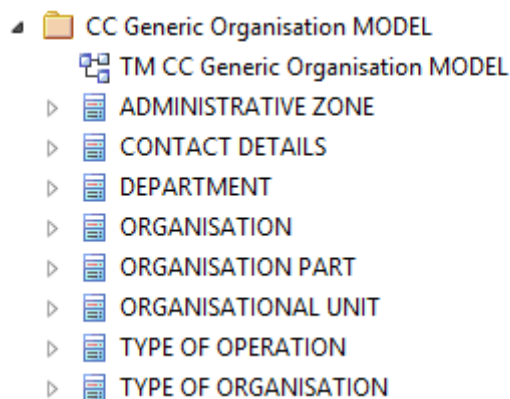 CC Generic Organisation MODEL
TM CC Generic Organisation MODEL
ADMINISTRATIVE ZONE
CONTACT DETAILS
DEPARTMENT
ORGANISATION
ORGANISATION PART
ORGANISATIONAL UNIT
TYPE OF OPERATION
TYPE OF ORGANISATION